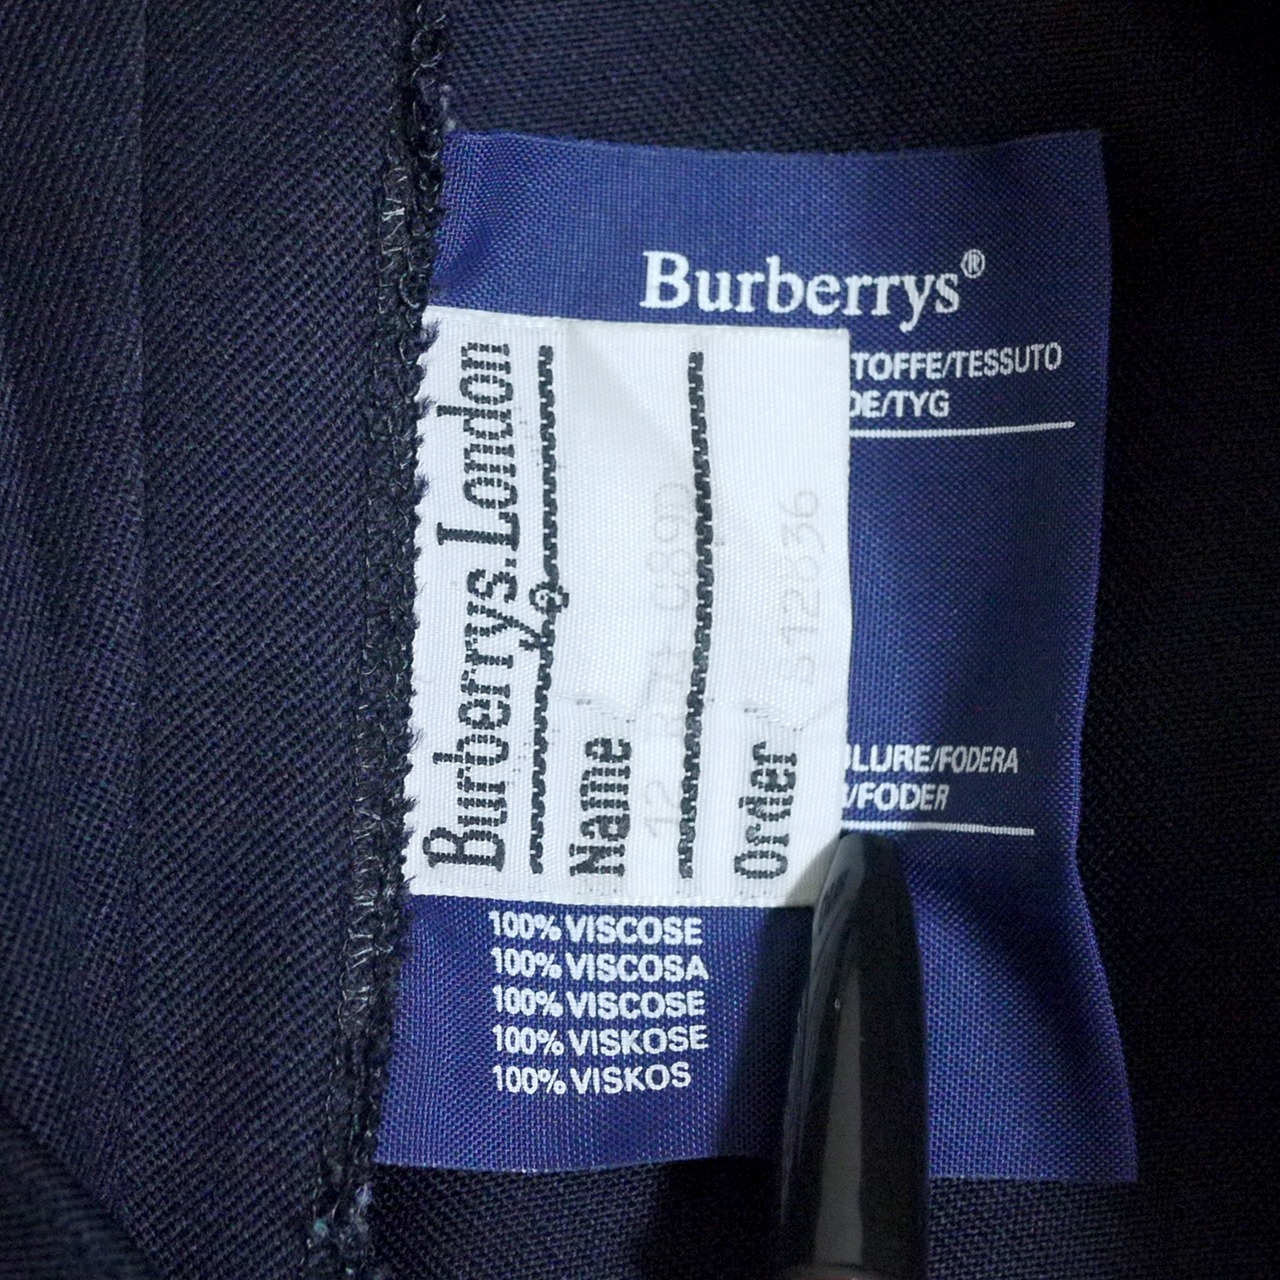 Burberrys®
TOFFE/TESSUTO
DE/TYG
Burberrys.London
Name
Order
LURE/FODERA
/FODER
100% VISCOSE
100% VISCOSA
100% VISCOSE
100% VISKOSE
100% VISKOS